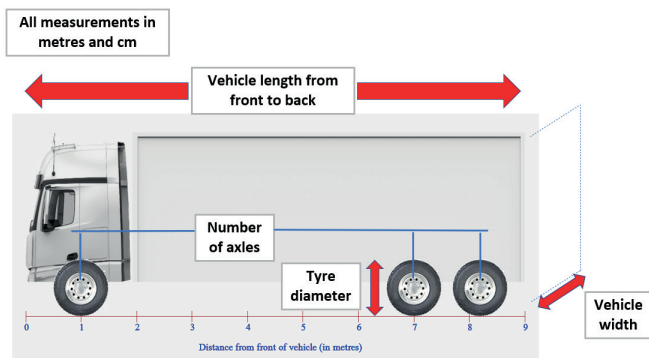 All measurements in
metres and cm
Vehicle length from
front to back
Number
of axles
Tyre
diameter
Vehicle
width
0 1 2 3 4 5 6 7 8 9
Distance from front of vehicle (in metres)